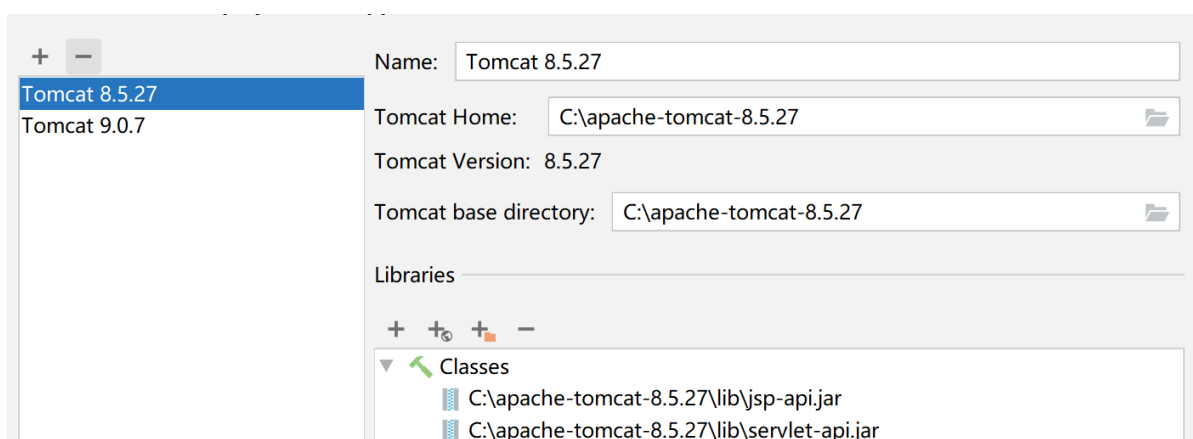 Name: Tomcat 8.5.27
Tomcat 8.5.27
Tomcat 9.0.7
Tomcat Home: C:\apache-tomcat-8.5.27
Tomcat Version: 8.5.27
Tomcat base directory: C:\apache-tomcat-8.5.27
Libraries
Classes
C:\apache-tomcat-8.5.27\lib\jsp-api.jar
C:\apache-tomcat-8.5.27\lib\servlet-api.jar